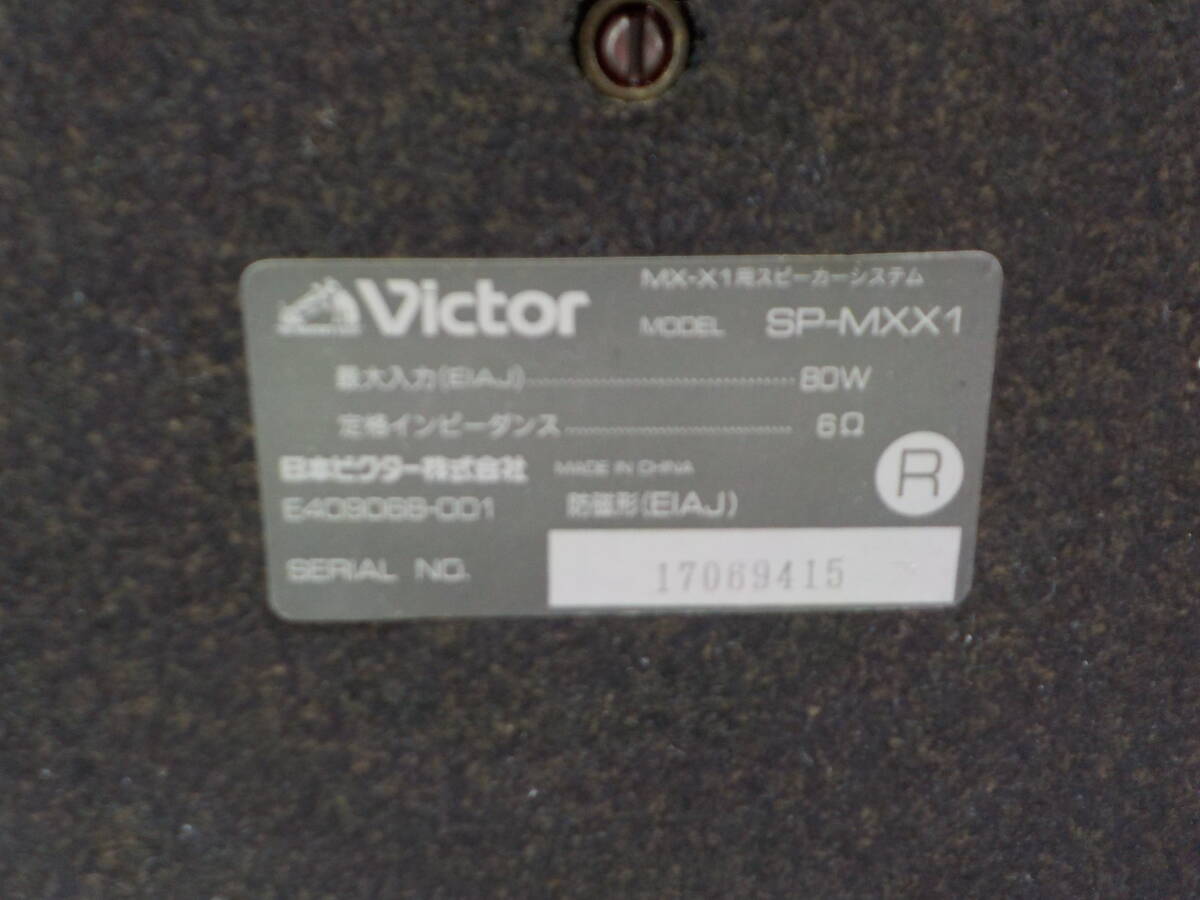 Victor
MX-X1用スピーカーシステム
MODEL SP-MXX1
最大入力(EIAJ) 80W
定格インピーダンス 6Ω
日本ビクター株式会社 MADE IN CHINA
E409066-001 防磁形(EIAJ)
R
SERIAL NO. 17069415